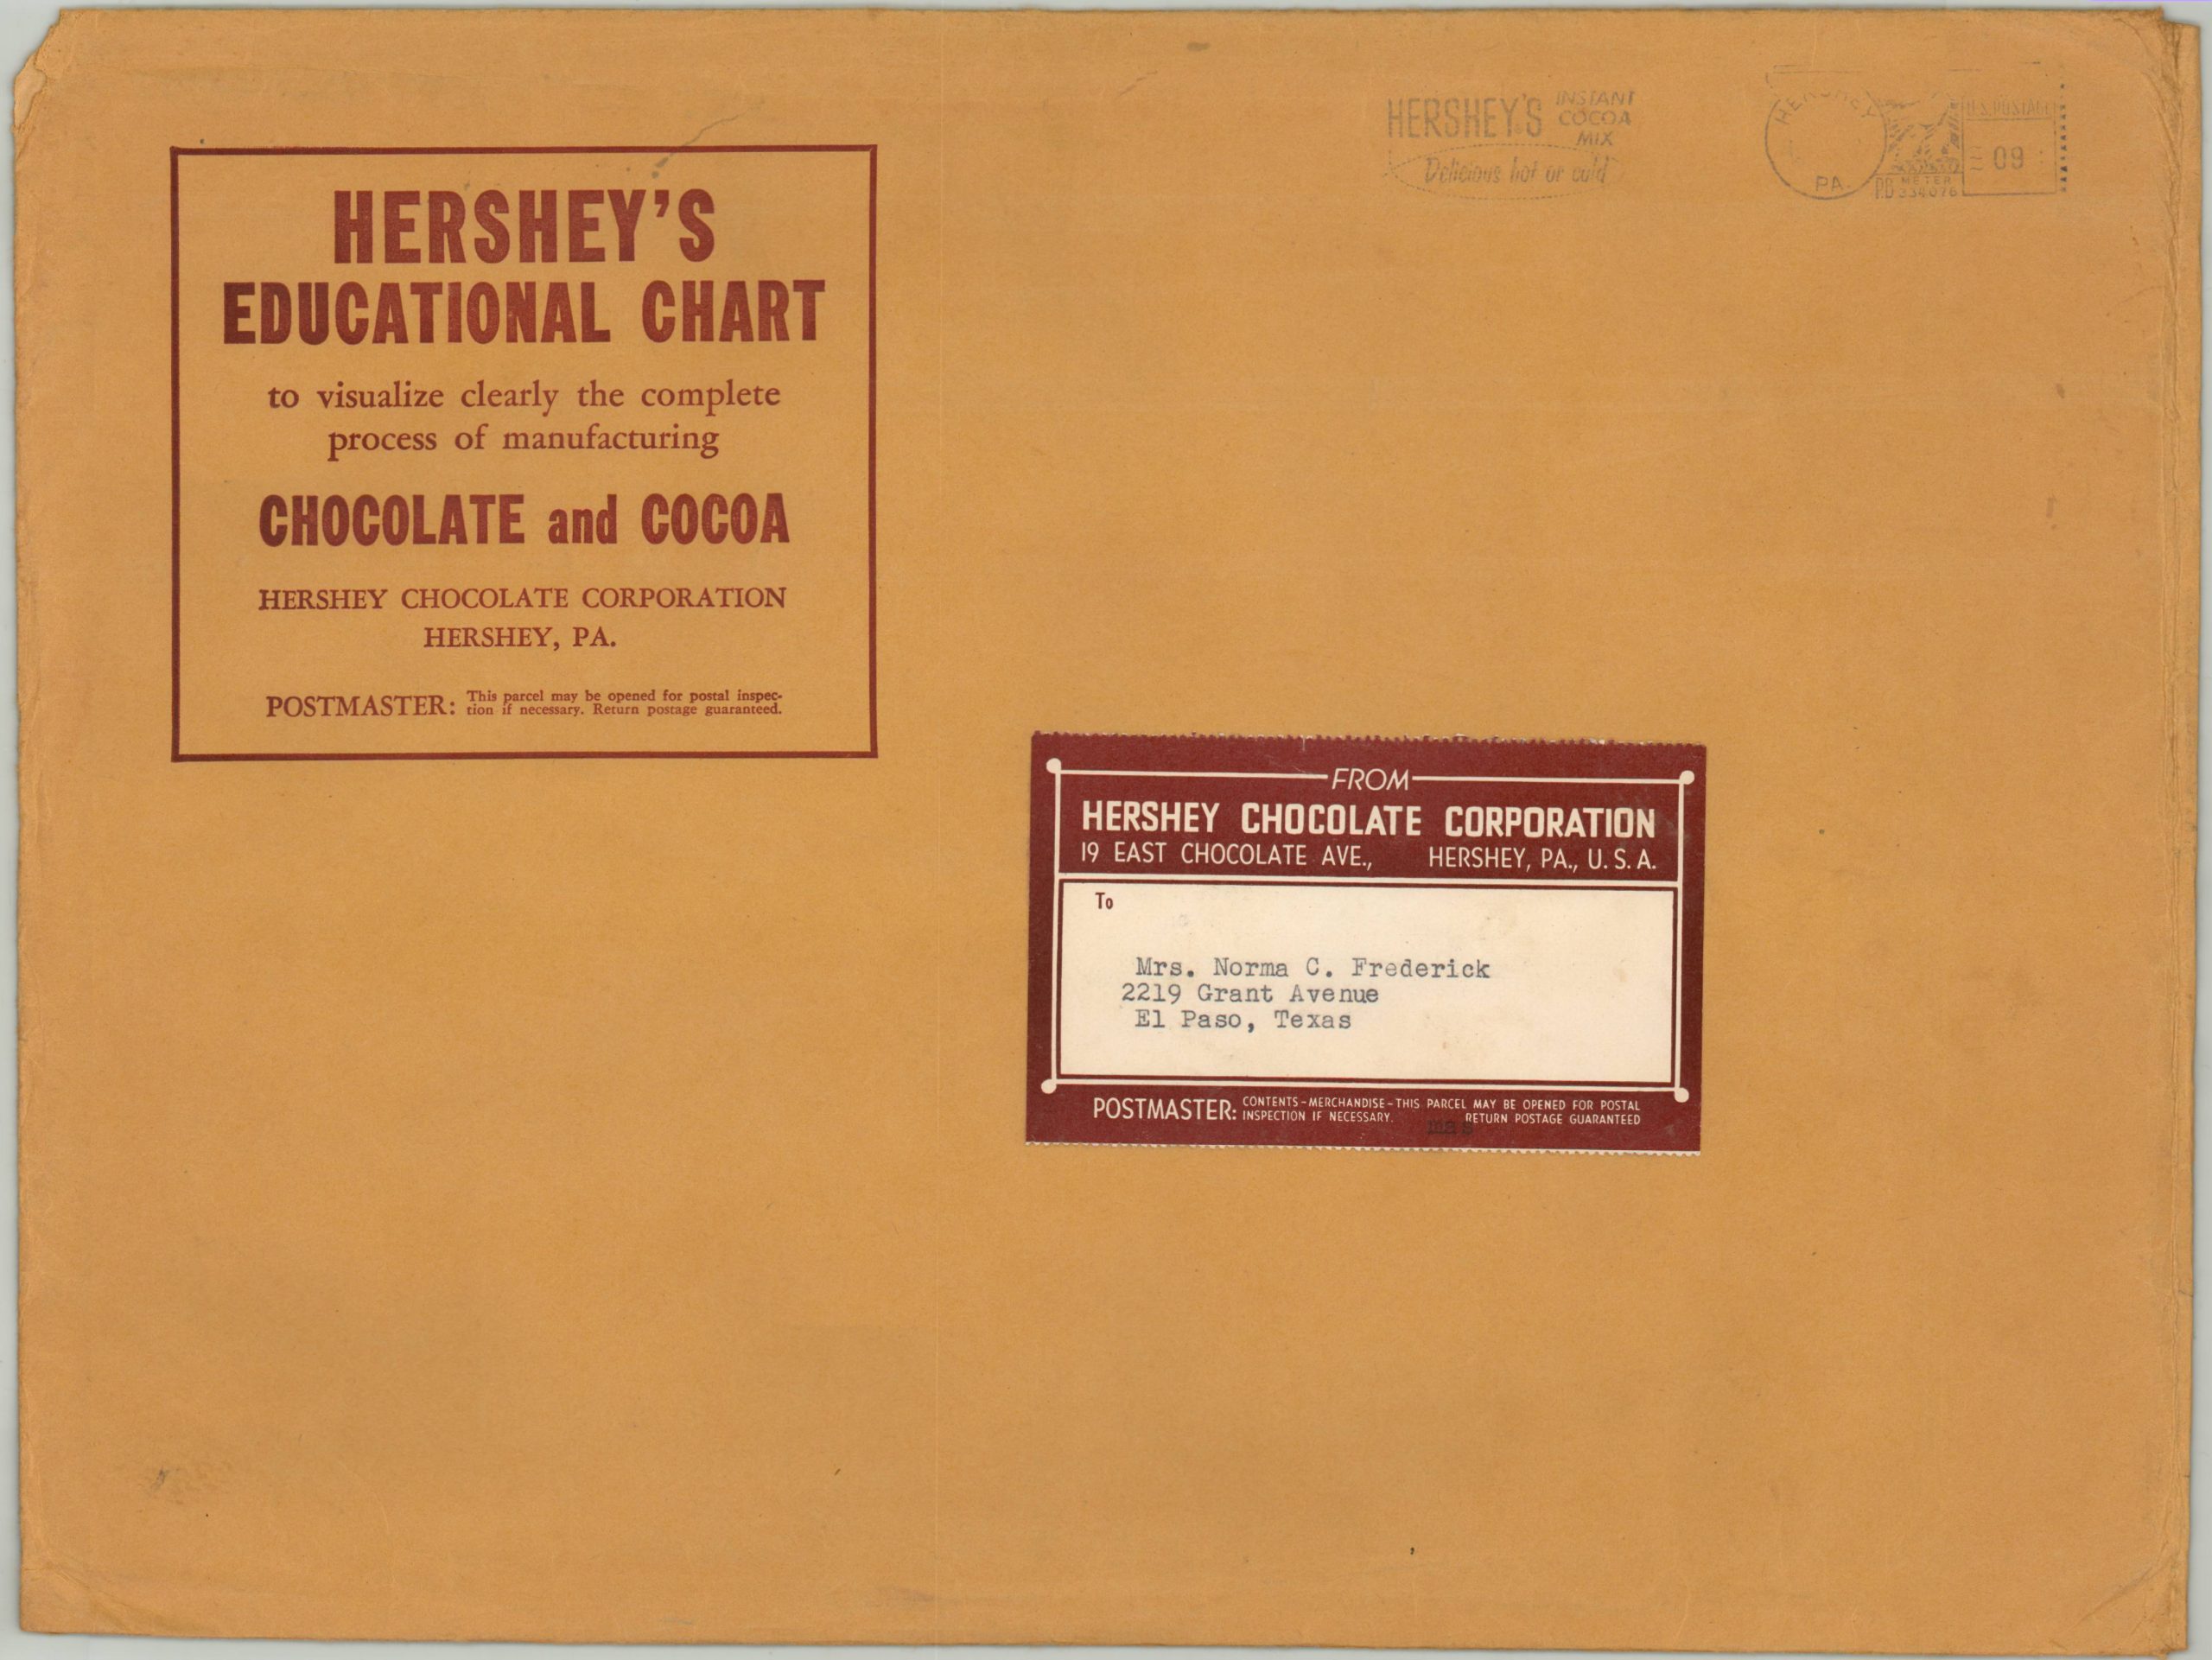 HERSHEY'S
EDUCATIONAL CHART
to visualize clearly the complete
process of manufacturing
CHOCOLATE and COCOA
HERSHEY CHOCOLATE CORPORATION
HERSHEY, PA.
POSTMASTER: This parcel may be opened for postal inspec-
tion if necessary. Return postage guaranteed.
HERSHEY'S INSTANT
COCOA
MIX
Delicious hot or cold
HERSHEY
PA.
U.S. POSTAGE
09
METER
P.B. 334076
FROM
HERSHEY CHOCOLATE CORPORATION
19 EAST CHOCOLATE AVE., HERSHEY, PA., U. S. A.
To
Mrs. Norma C. Frederick
2219 Grant Avenue
El Paso, Texas
POSTMASTER: CONTENTS-MERCHANDISE-THIS PARCEL MAY BE OPENED FOR POSTAL
INSPECTION IF NECESSARY. RETURN POSTAGE GUARANTEED